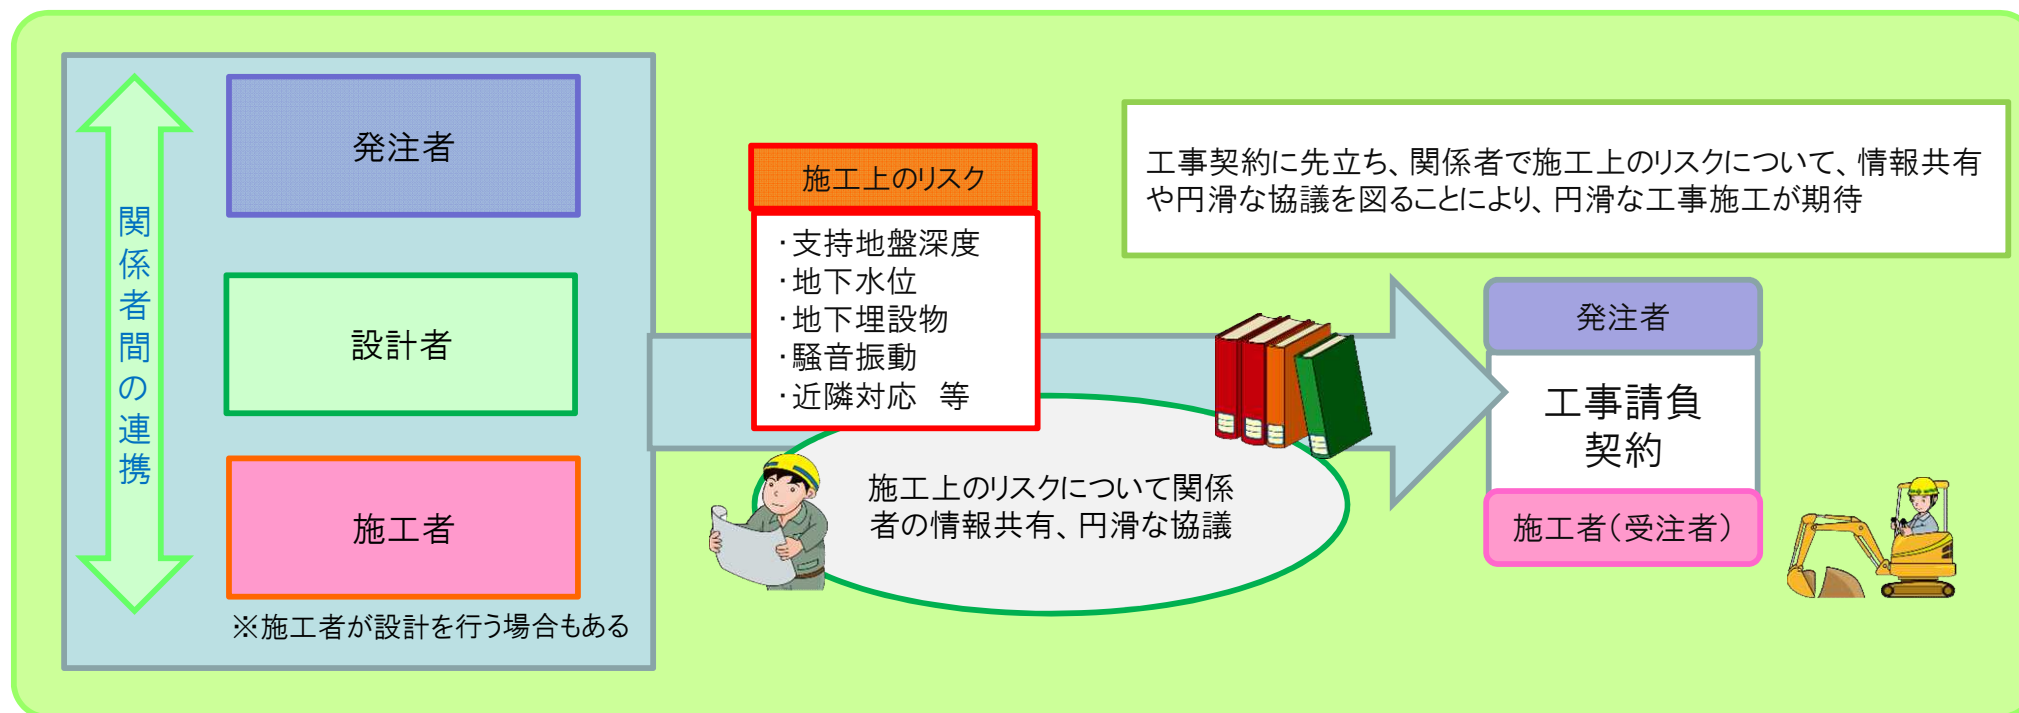 関係者間の連携
発注者
設計者
施工者
※施工者が設計を行う場合もある
施工上のリスク
・支持地盤深度
・地下水位
・地下埋設物
・騒音振動
・近隣対応　等
施工上のリスクについて関係
者の情報共有、円滑な協議
工事契約に先立ち、関係者で施工上のリスクについて、情報共有
や円滑な協議を図ることにより、円滑な工事施工が期待
発注者
工事請負
契約
施工者（受注者）